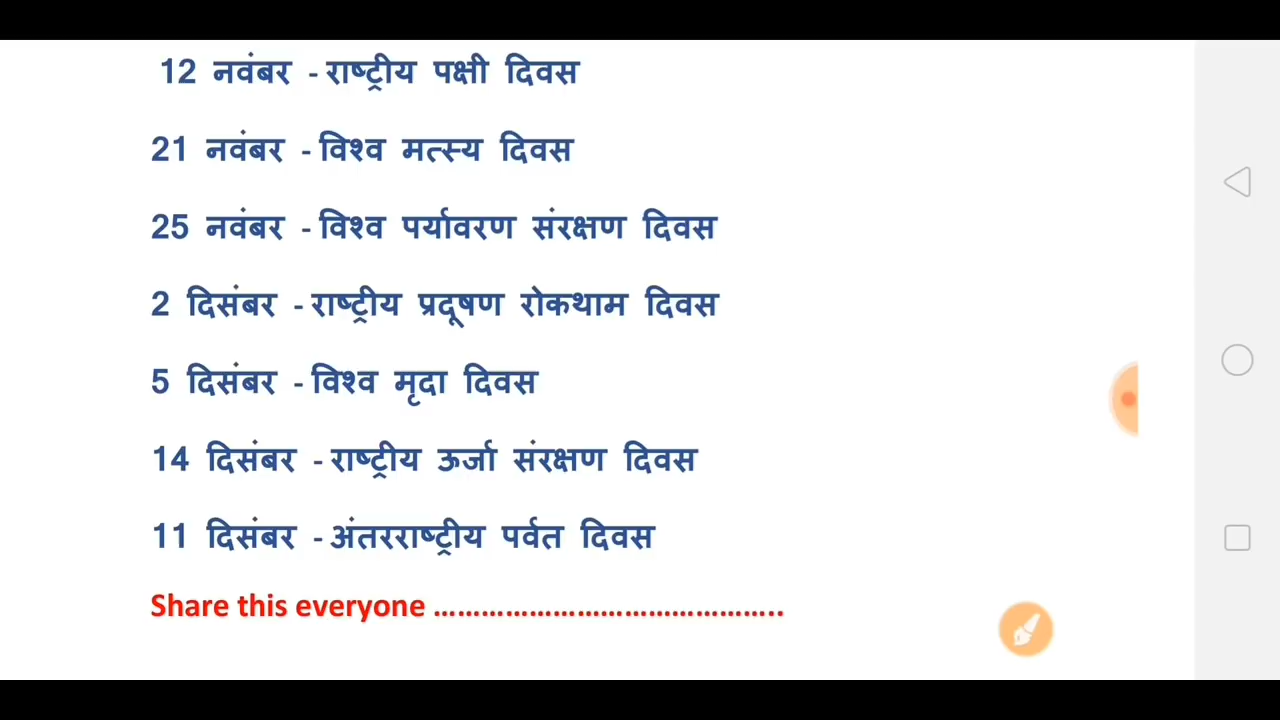 12 नवंबर - राष्ट्रीय पक्षी दिवस
21 नवंबर - विश्व मत्स्य दिवस
25 नवंबर - विश्व पर्यावरण संरक्षण दिवस
2 दिसंबर - राष्ट्रीय प्रदूषण रोकथाम दिवस
5 दिसंबर - विश्व मृदा दिवस
14 दिसंबर - राष्ट्रीय ऊर्जा संरक्षण दिवस
11 दिसंबर - अंतरराष्ट्रीय पर्वत दिवस
Share this everyone ……………………………………..